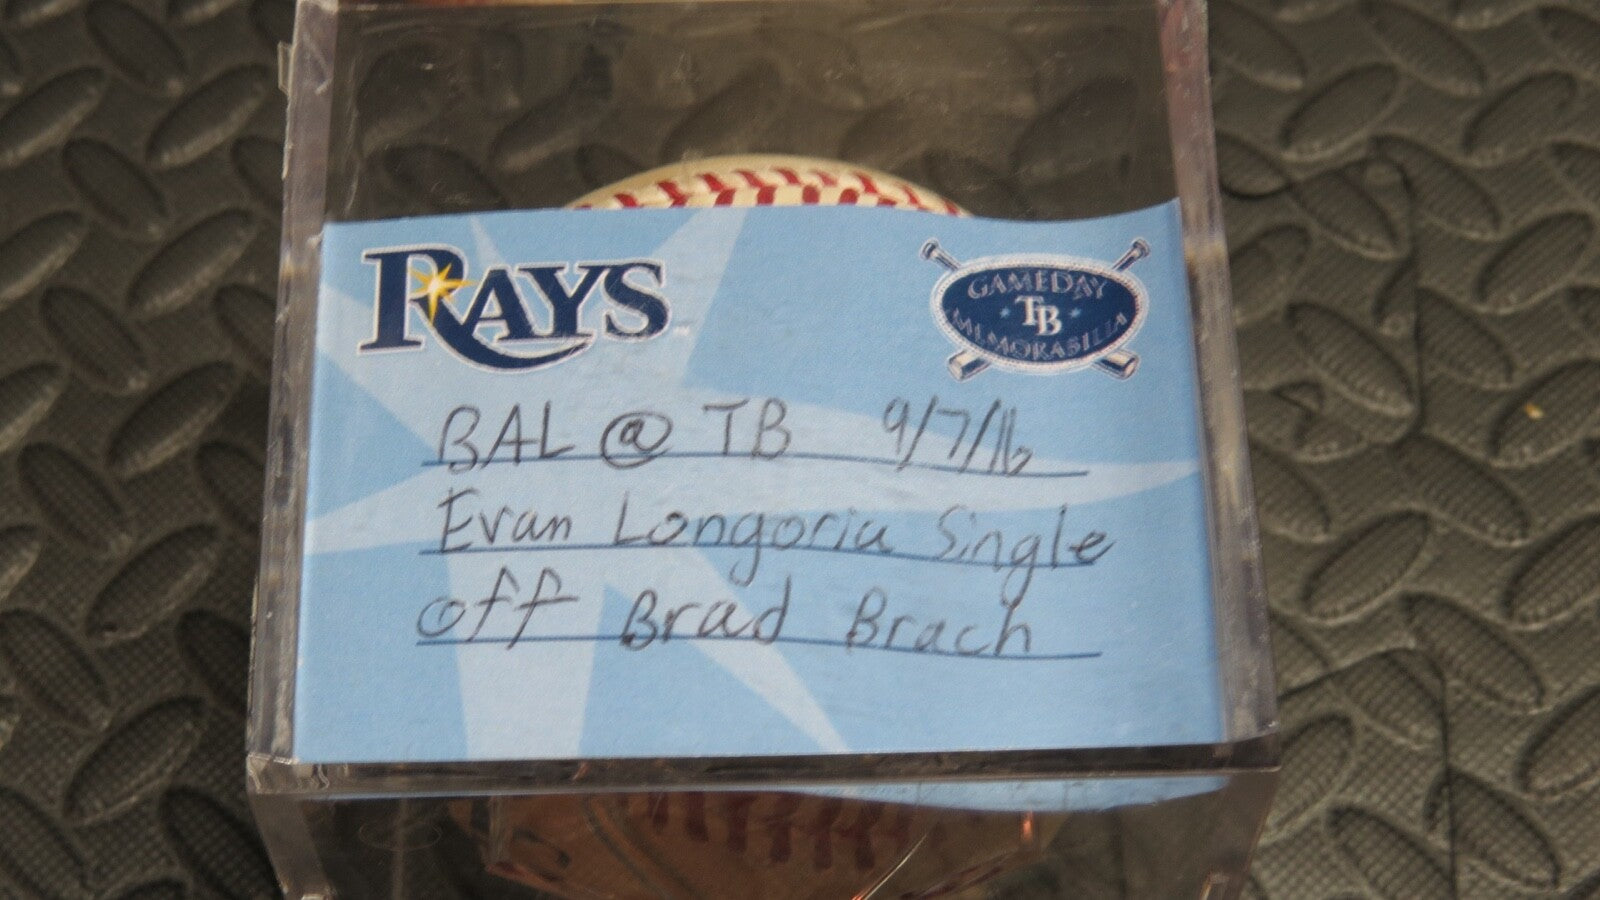 RAYS
GAMEDAY
TB
MEMORABILIA
BAL @ TB 9/7/16
Evan Longoria Single
off Brad Brach